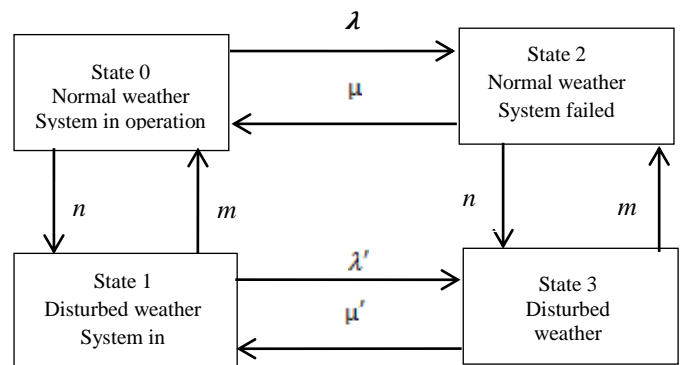 λ
State 0
Normal weather
System in operation
State 2
Normal weather
System failed
μ
n
m
n
m
State 1
Disturbed weather
System in
λ′
μ′
State 3
Disturbed
weather